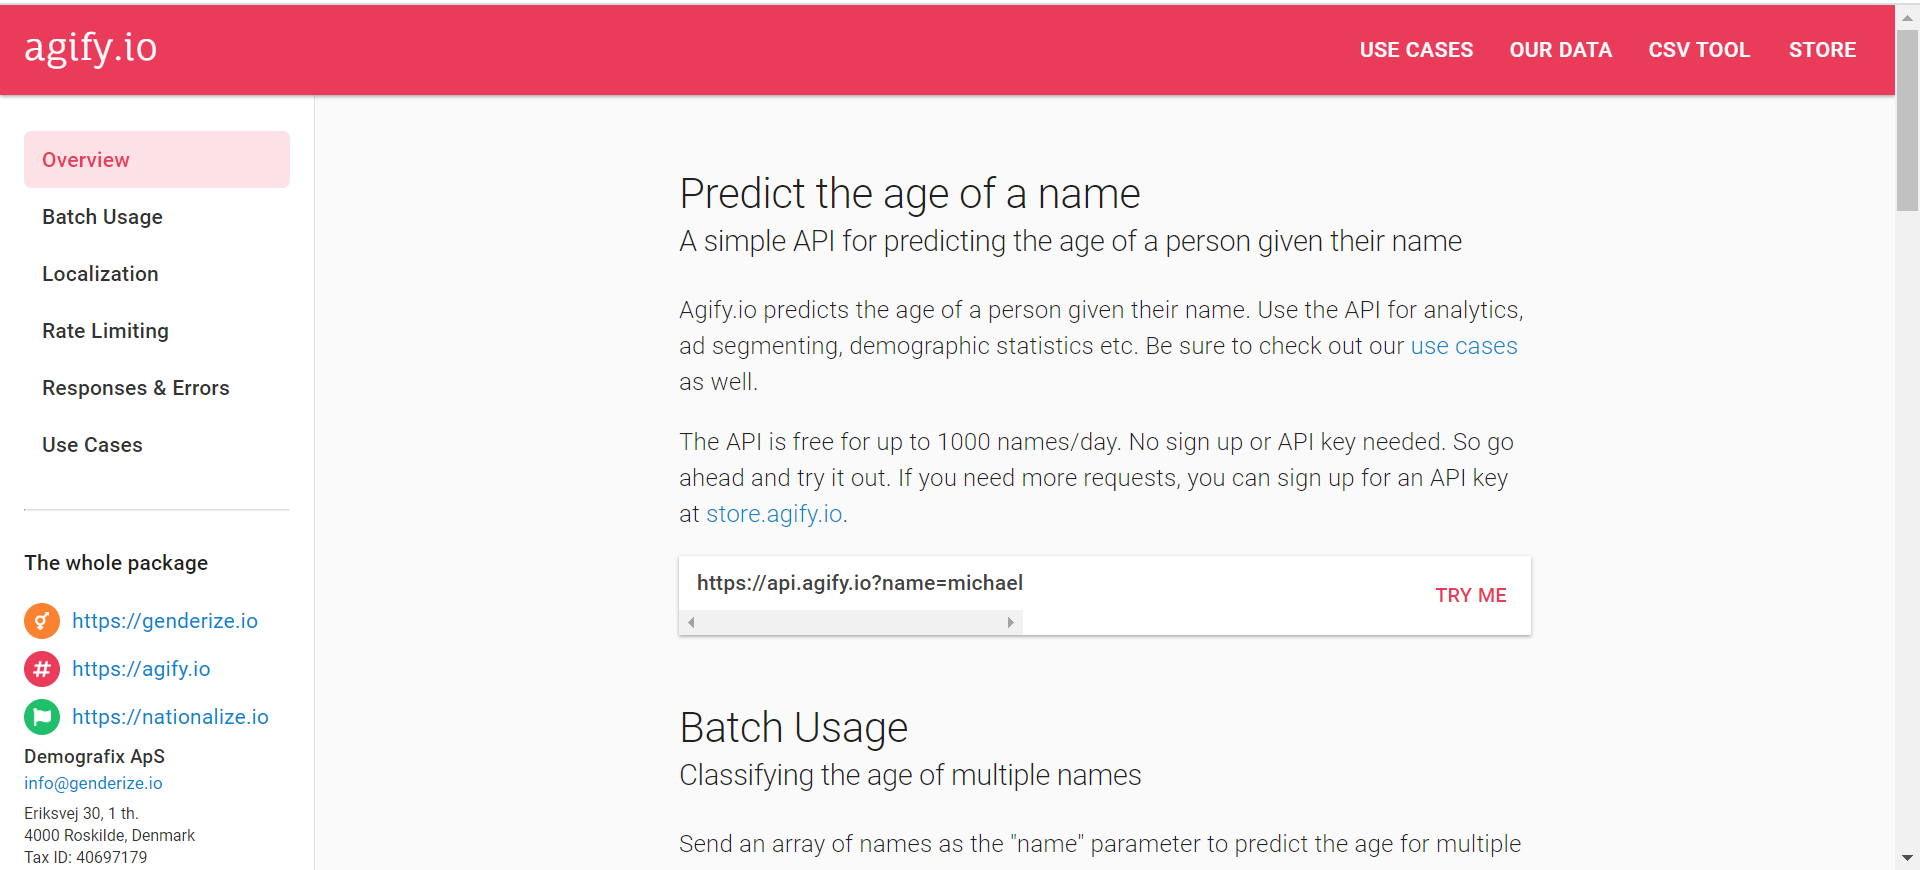 agify.io
USE CASES
OUR DATA
CSV TOOL
STORE
Overview
Batch Usage
Localization
Rate Limiting
Responses & Errors
Use Cases
The whole package
https://genderize.io
https://agify.io
https://nationalize.io
Demografix ApS
info@genderize.io
Eriksvej 30, 1 th.
4000 Roskilde, Denmark
Tax ID: 40697179
Predict the age of a name
A simple API for predicting the age of a person given their name
Agify.io predicts the age of a person given their name. Use the API for analytics,
ad segmenting, demographic statistics etc. Be sure to check out our use cases
as well.
The API is free for up to 1000 names/day. No sign up or API key needed. So go
ahead and try it out. If you need more requests, you can sign up for an API key
at store.agify.io.
https://api.agify.io?name=michael
TRY ME
Batch Usage
Classifying the age of multiple names
Send an array of names as the "name" parameter to predict the age for multiple